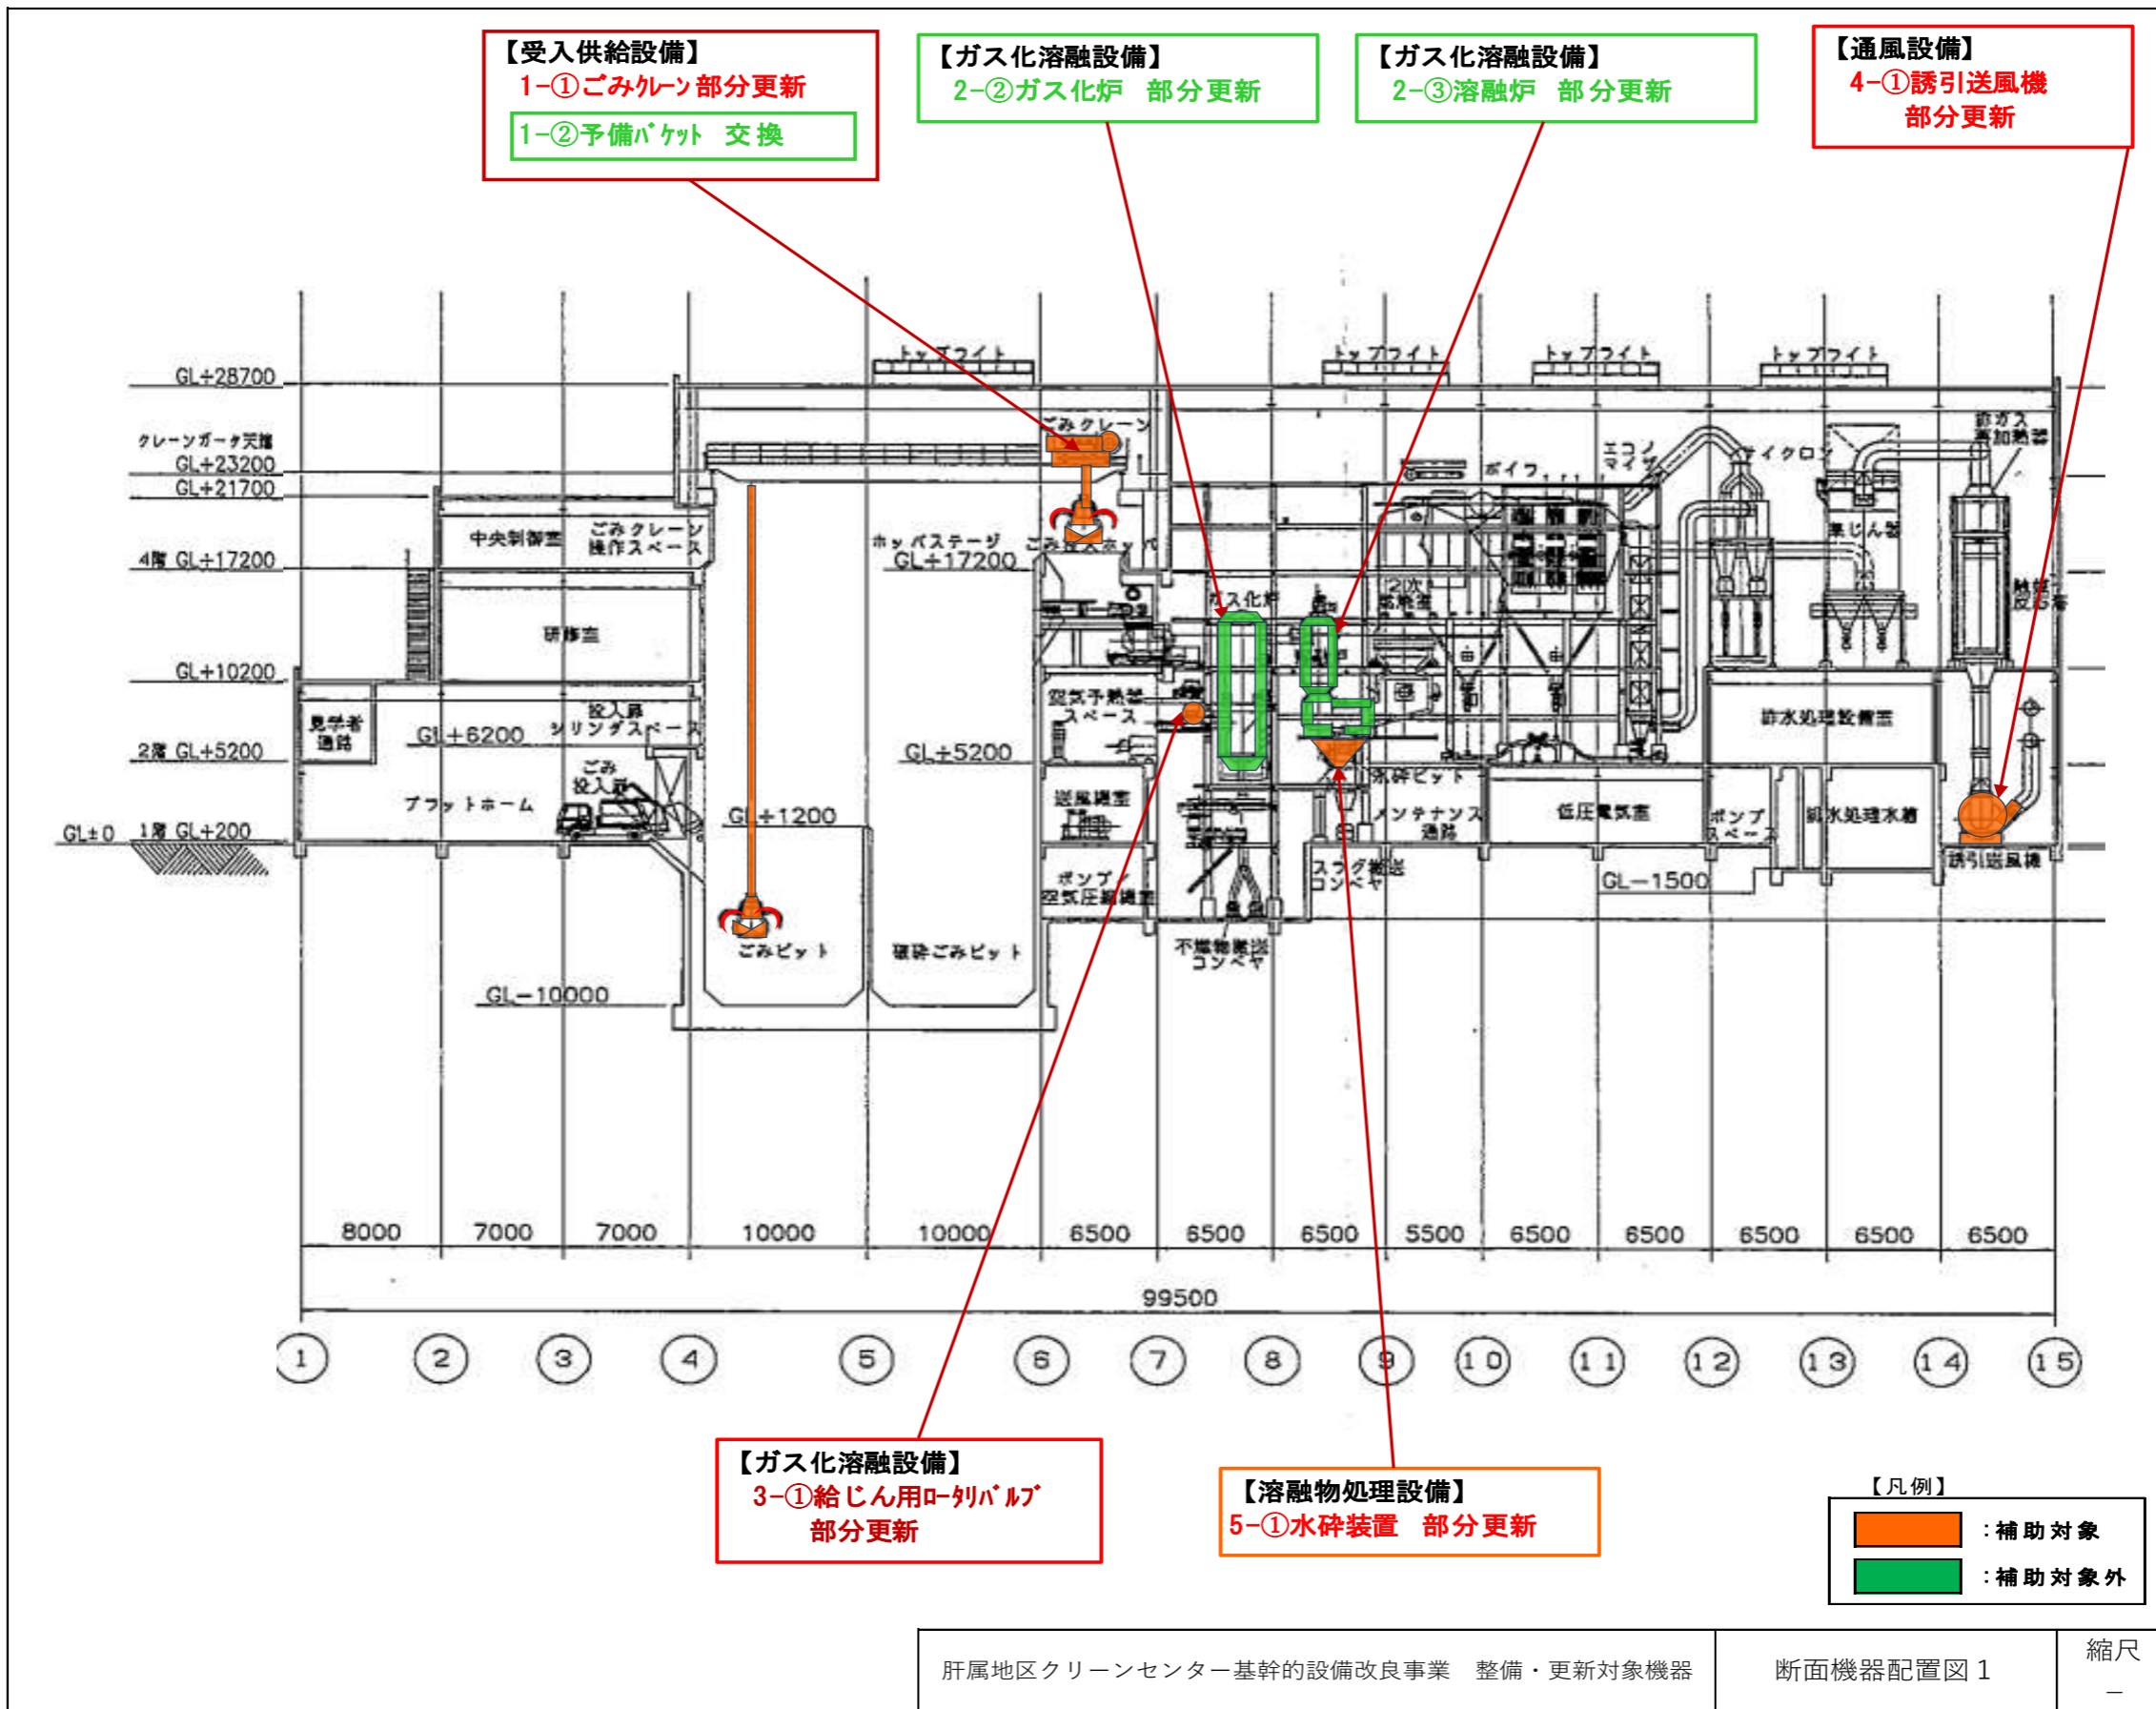 【受入供給設備】
1-①ごみｸﾚｰﾝ 部分更新
1-②予備ﾊﾞｹｯﾄ 交換
【ガス化溶融設備】
2-②ガス化炉 部分更新
【ガス化溶融設備】
2-③溶融炉 部分更新
【通風設備】
4-①誘引送風機
部分更新
トップライト
トップライト
トップライト
トップライト
GL+28700
クレーンガータ天端
GL+23200
GL+21700
4階 GL+17200
GL+10200
2階 GL+5200
GL±0
1階 GL+200
ごみクレーン
エコノ
マイザ
ボイラ
サイクロン
排ガス
再加熱器
集じん器
触媒
反応塔
中央制御室
ごみクレーン
操作スペース
ホッパステージ
GL+17200
ごみ投入ホッパ
ガス化炉
2次
燃焼室
研修室
空気予熱器
スペース
見学者
通路
投入扉
シリンダスペース
GL+6200
GL+5200
排水処理設備室
ごみ
投入扉
プラットホーム
GL+1200
送風機室
水砕ピット
メンテナンス
通路
低圧電気室
ポンプ
スペース
排水処理水槽
誘引送風機
ポンプ/
空気圧縮機室
スラグ搬送
コンベヤ
GL-1500
ごみピット
破砕ごみピット
不燃物搬送
コンベヤ
GL-10000
8000
7000
7000
10000
10000
6500
6500
6500
5500
6500
6500
6500
6500
6500
99500
1
2
3
4
5
6
7
8
9
10
11
12
13
14
15
【ガス化溶融設備】
3-①給じん用ﾛｰﾀﾘﾊﾞﾙﾌﾞ
部分更新
【溶融物処理設備】
5-①水砕装置 部分更新
【凡例】
:補助対象
:補助対象外
肝属地区クリーンセンター基幹的設備改良事業 整備・更新対象機器
断面機器配置図１
縮尺
−